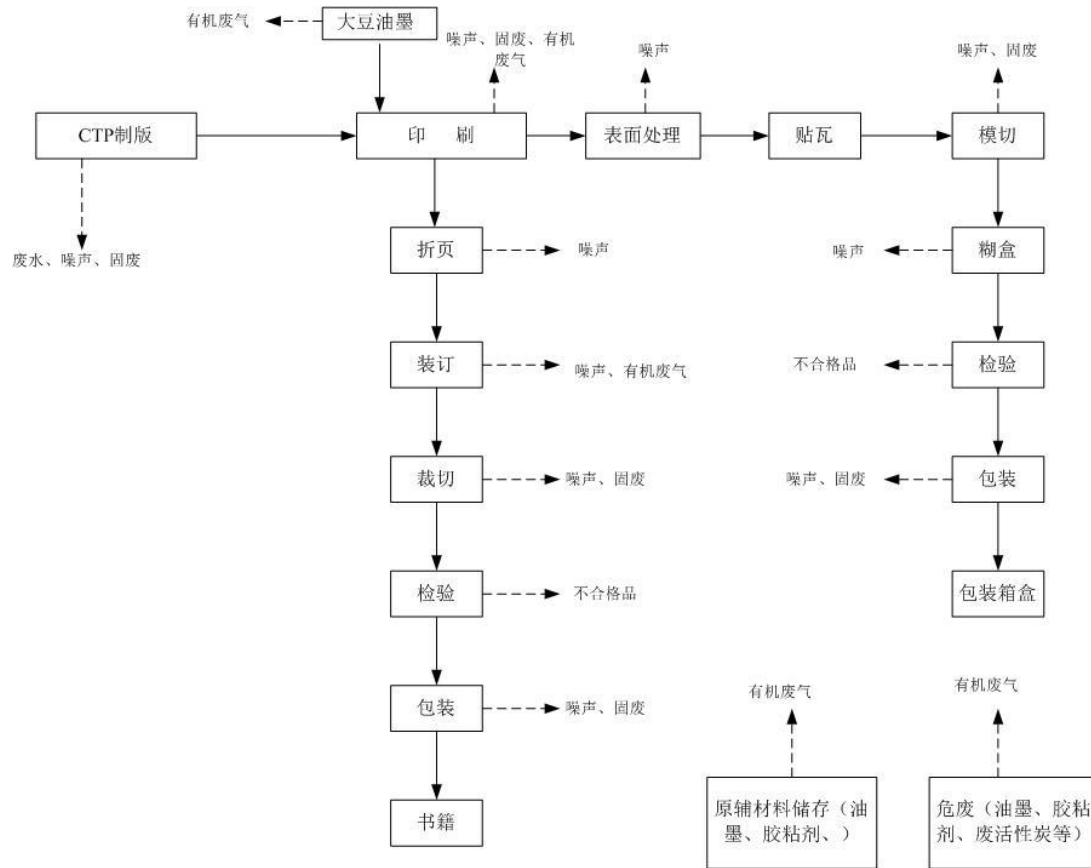 有机废气
大豆油墨
噪声、固废、有机
废气
噪声
噪声、固废
CTP制版
印 刷
表面处理
贴瓦
模切
废水、噪声、固废
折页
噪声
噪声
糊盒
装订
噪声、有机废气
不合格品
检验
裁切
噪声、固废
噪声、固废
包装
检验
不合格品
包装箱盒
包装
噪声、固废
有机废气
有机废气
书籍
原辅材料储存（油
墨、胶粘剂、）
危废（油墨、胶粘
剂、废活性炭等）